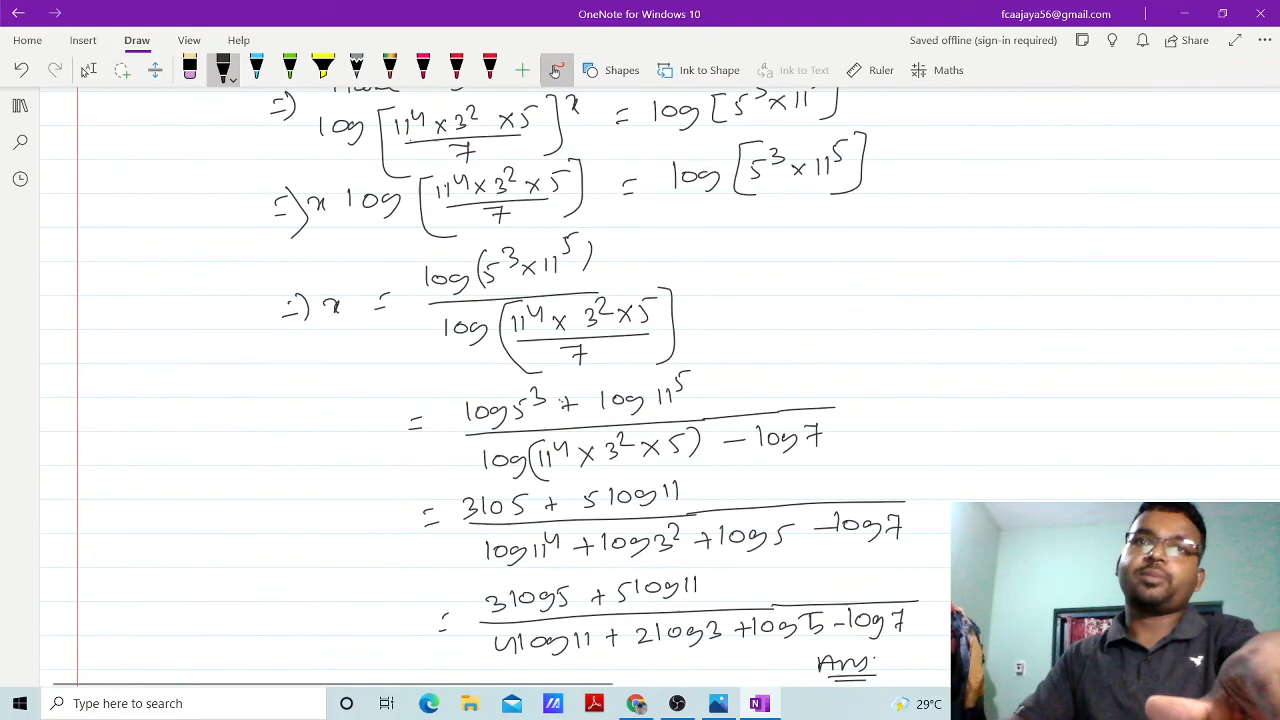 OneNote for Windows 10
fcaajaya56@gmail.com
Home Insert Draw View Help
Saved offline (sign-in required) Share
Shapes Ink to Shape Ink to Text Ruler Maths
=) log [11⁴ × 3² × 5 / 7]ˣ = log [5³ × 11⁵]
=) x log [11⁴ × 3² × 5 / 7] = log [5³ × 11⁵]
=) x = log (5³ × 11⁵) / log [11⁴ × 3² × 5 / 7]
= log 5³ + log 11⁵ / log (11⁴ × 3² × 5) - log 7
= 3 lo 5 + 5 log 11 / log 11⁴ + log 3² + log 5 - log 7
= 3 log 5 + 5 log 11 / 4 log 11 + 2 log 3 + log 5 - log 7
Ans.
Type here to search
29°C